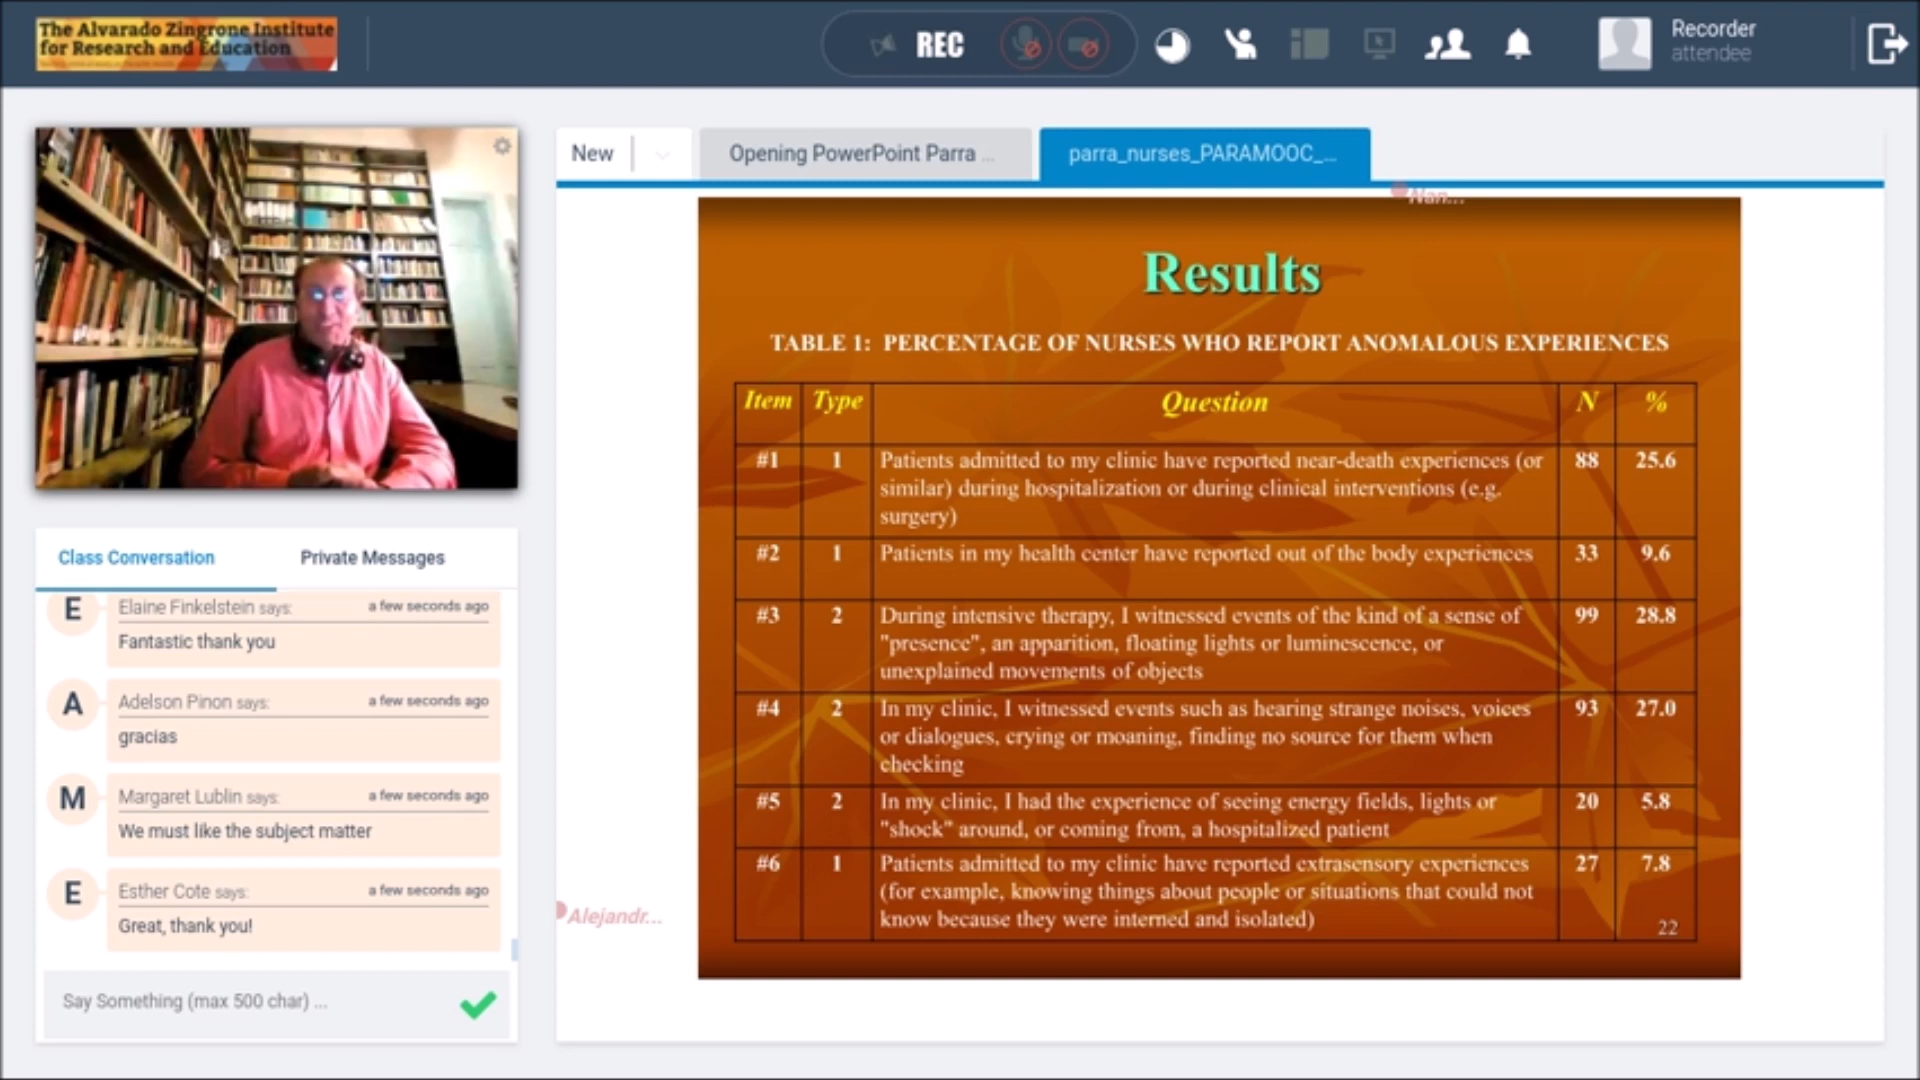 The Alvarado Zingrone Institute
for Research and Education
REC
Recorder
attendee
New
Opening PowerPoint Parra ...
parra_nurses_PARAMOOC_...
Nan...
Results
TABLE 1: PERCENTAGE OF NURSES WHO REPORT ANOMALOUS EXPERIENCES
Item Type Question N %
#1 1 Patients admitted to my clinic have reported near-death experiences (or 88 25.6
similar) during hospitalization or during clinical interventions (e.g.
surgery)
#2 1 Patients in my health center have reported out of the body experiences 33 9.6
#3 2 During intensive therapy, I witnessed events of the kind of a sense of 99 28.8
"presence", an apparition, floating lights or luminescence, or
unexplained movements of objects
#4 2 In my clinic, I witnessed events such as hearing strange noises, voices 93 27.0
or dialogues, crying or moaning, finding no source for them when
checking
#5 2 In my clinic, I had the experience of seeing energy fields, lights or 20 5.8
"shock" around, or coming from, a hospitalized patient
#6 1 Patients admitted to my clinic have reported extrasensory experiences 27 7.8
(for example, knowing things about people or situations that could not
know because they were interned and isolated)
22
Alejandr...
Class Conversation Private Messages
E Elaine Finkelstein says: a few seconds ago
Fantastic thank you
A Adelson Pinon says: a few seconds ago
gracias
M Margaret Lublin says: a few seconds ago
We must like the subject matter
E Esther Cote says: a few seconds ago
Great, thank you!
Say Something (max 500 char) ...